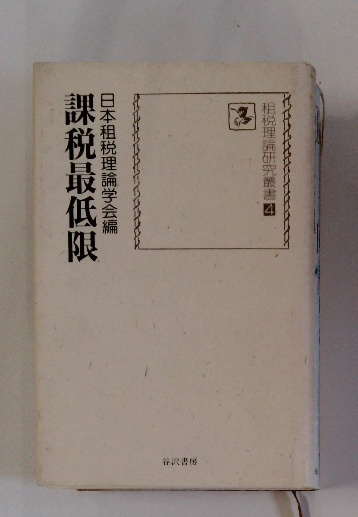 租税理論研究叢書4
日本租税理論学会編
課税最低限
谷沢書房